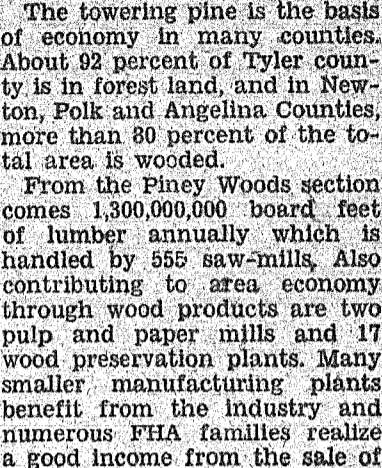 The towering pine is the basis
of economy in many counties.
About 92 percent of Tyler coun-
ty is in forest land, and in New-
ton, Polk and Angelina Counties,
more than 80 percent of the to-
tal area is wooded.
From the Piney Woods section
comes 1,300,000,000 board feet
of lumber annually which is
handled by 555 saw-mills. Also
contributing to area economy
through wood products are two
pulp and paper mills and 17
wood preservation plants. Many
smaller manufacturing plants
benefit from the industry and
numerous FHA families realize
a good income from the sale of